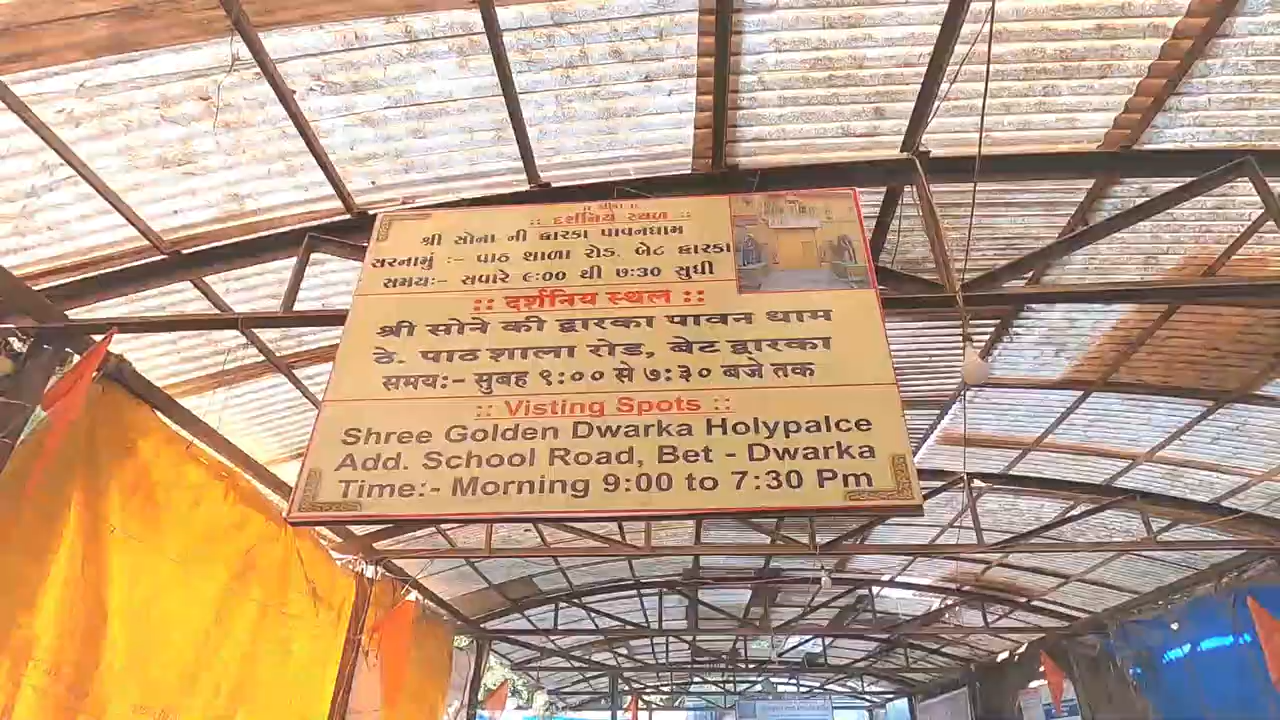 :: દર્શનિય સ્થળ ::
શ્રી સોના ની દ્વારકા પાવનધામ
સરનામું :- પાઠ શાળા રોડ, બેટ દ્વારકા
સમય:- સવારે ૯:૦૦ થી ૭:૩૦ સુધી
:: दर्शनिय स्थल ::
श्री सोने की द्वारका पावन धाम
ठे. पाठ शाला रोड, बेट द्वारका
समय:- सुबह ९:०० से ७:३० बजे तक
:: Visting Spots ::
Shree Golden Dwarka Holypalce
Add. School Road, Bet - Dwarka
Time:- Morning 9:00 to 7:30 Pm